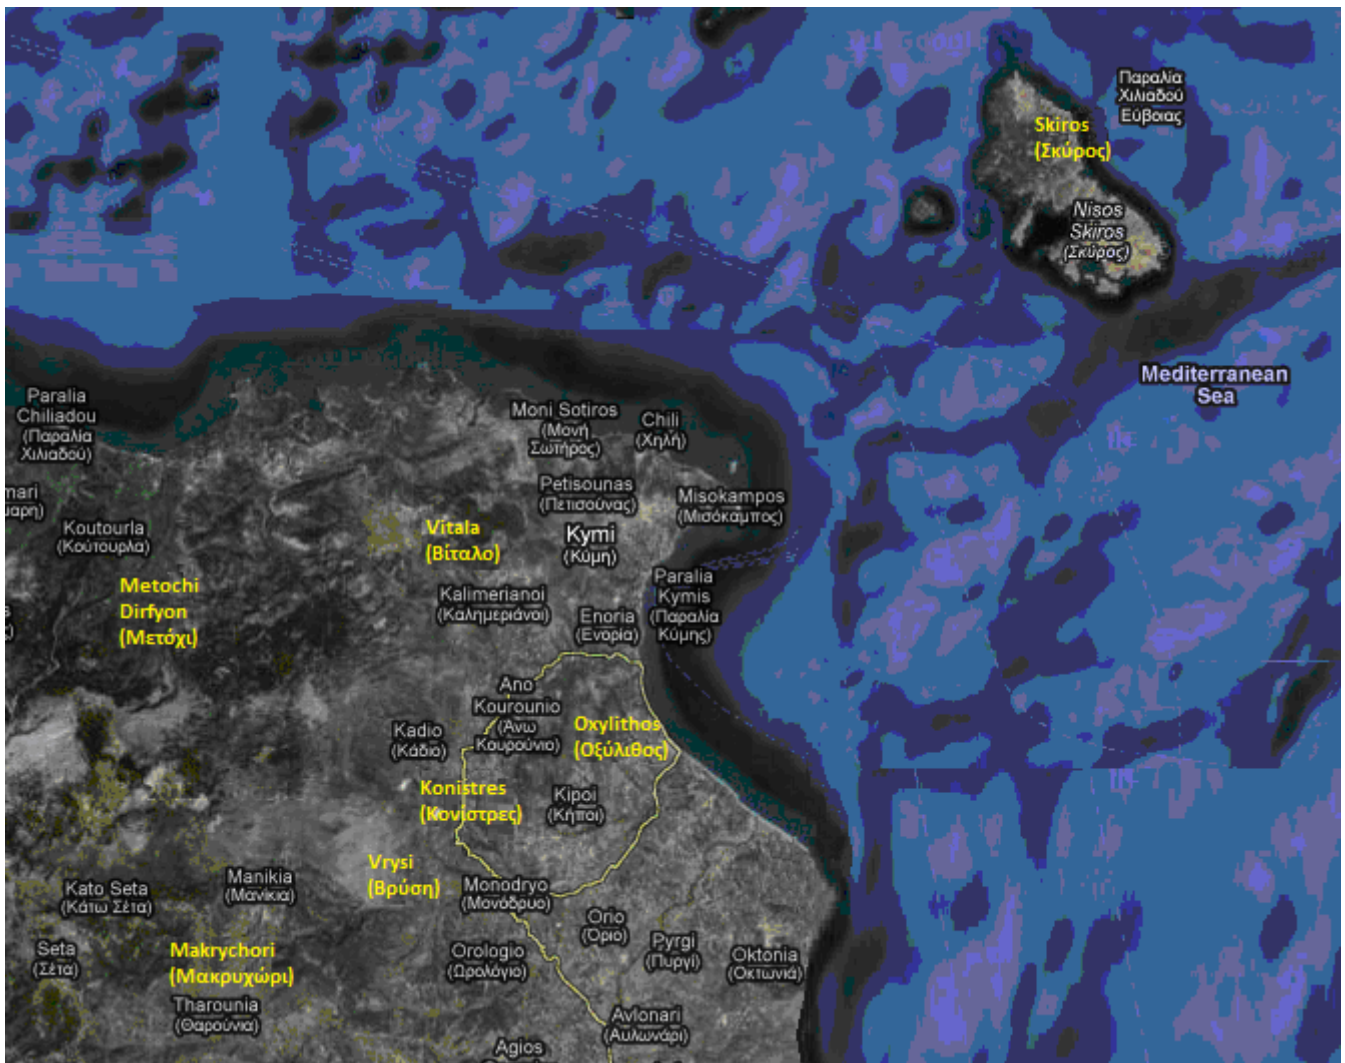 Παραλία
Χιλιαδού
Εύβοιας
Skiros
(Σκύρος)
Nisos
Skiros
(Σκύρος)
Mediterranean
Sea
Paralia
Chiliadou
(Παραλία
Χιλιαδού)
Moni Sotiros
(Μονή
Σωτήρος)
Chili
(Χηλή)
Petisounas
(Πετισούνας)
Misokampos
(Μισόκαμπος)
Koutourla
(Κούτουρλα)
Vitala
(Βίταλο)
Kymi
(Κύμη)
Metochi
Dirfyon
(Μετόχι)
Kalimerianoi
(Καλημεριάνοι)
Enoria
(Ενορία)
Paralia
Kymis
(Παραλία
Κύμης)
Ano
Kourounio
(Άνω
Κουρούνιο)
Kadio
(Κάδιο)
Oxylithos
(Οξύλιθος)
Konistres
(Κονίστρες)
Kipoi
(Κήποι)
Vrysi
(Βρύση)
Manikia
(Μανίκια)
Kato Seta
(Κάτω Σέτα)
Monodryo
(Μονόδρυο)
Orio
(Όριο)
Seta
(Σέτα)
Makrychori
(Μακρυχώρι)
Orologio
(Ωρολόγιο)
Pyrgi
(Πυργί)
Oktonia
(Οκτωνιά)
Tharounia
(Θαρούνια)
Avlonari
(Αυλωνάρι)
Agios